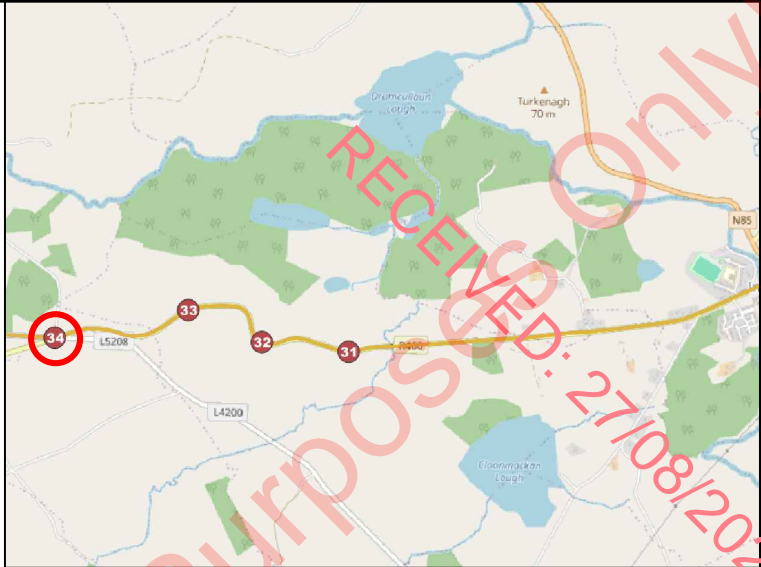 Drumcullaun
Lough
Turkenagh
70 m
N85
33
34
L5208
32
31
R460
L4200
Cloonmackan
Lough
RECEIVED: 27/08/202
Purposes Only